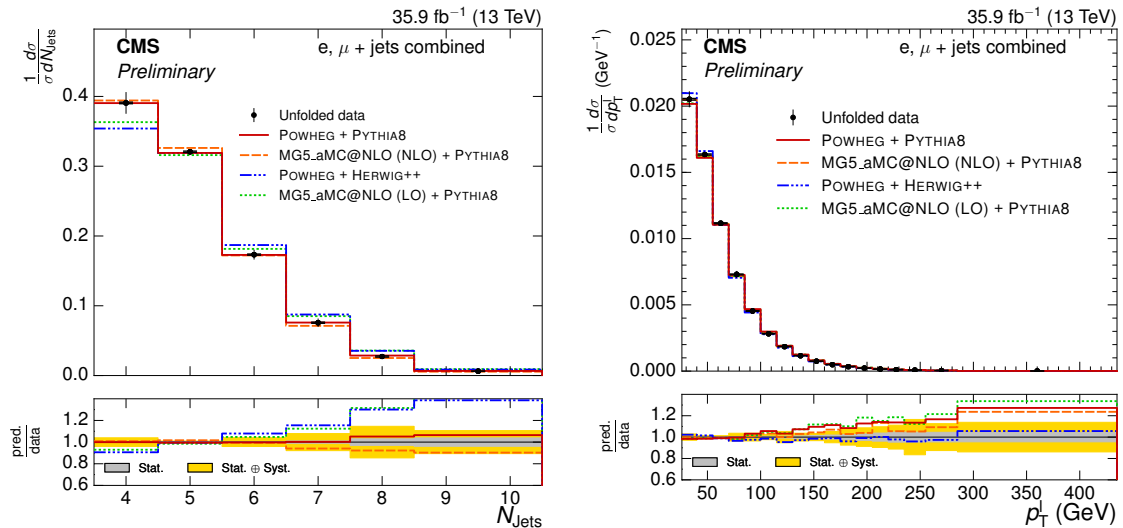 35.9 fb⁻¹ (13 TeV)
CMS
Preliminary
e, μ + jets combined
1/σ dσ/dN_Jets
Unfolded data
POWHEG + PYTHIA8
MG5_aMC@NLO (NLO) + PYTHIA8
POWHEG + HERWIG++
MG5_aMC@NLO (LO) + PYTHIA8
0.4
0.3
0.2
0.1
0.0
pred./data
1.2
1.0
0.8
0.6
Stat.
Stat. ⊕ Syst.
4 5 6 7 8 9 10
N_Jets
35.9 fb⁻¹ (13 TeV)
CMS
Preliminary
e, μ + jets combined
1/σ dσ/dp_T^j (GeV⁻¹)
Unfolded data
POWHEG + PYTHIA8
MG5_aMC@NLO (NLO) + PYTHIA8
POWHEG + HERWIG++
MG5_aMC@NLO (LO) + PYTHIA8
0.025
0.020
0.015
0.010
0.005
0.000
pred./data
1.2
1.0
0.8
0.6
Stat.
Stat. ⊕ Syst.
50 100 150 200 250 300 350 400
p_T^j (GeV)